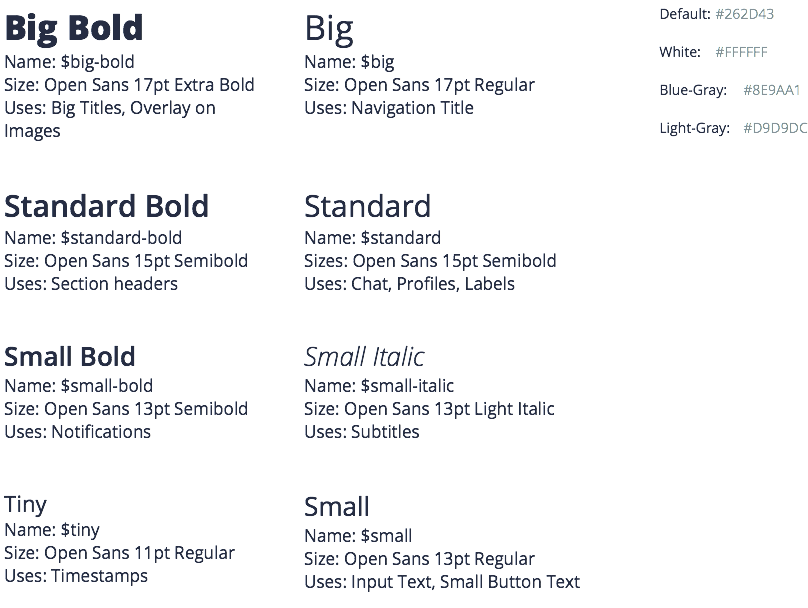 Big Bold
Name: $big-bold
Size: Open Sans 17pt Extra Bold
Uses: Big Titles, Overlay on
Images
Big
Name: $big
Size: Open Sans 17pt Regular
Uses: Navigation Title
Default: #262D43
White: #FFFFFF
Blue-Gray: #8E9AA1
Light-Gray: #D9D9DC
Standard Bold
Name: $standard-bold
Size: Open Sans 15pt Semibold
Uses: Section headers
Standard
Name: $standard
Sizes: Open Sans 15pt Semibold
Uses: Chat, Profiles, Labels
Small Bold
Name: $small-bold
Size: Open Sans 13pt Semibold
Uses: Notifications
Small Italic
Name: $small-italic
Size: Open Sans 13pt Light Italic
Uses: Subtitles
Tiny
Name: $tiny
Size: Open Sans 11pt Regular
Uses: Timestamps
Small
Name: $small
Size: Open Sans 13pt Regular
Uses: Input Text, Small Button Text